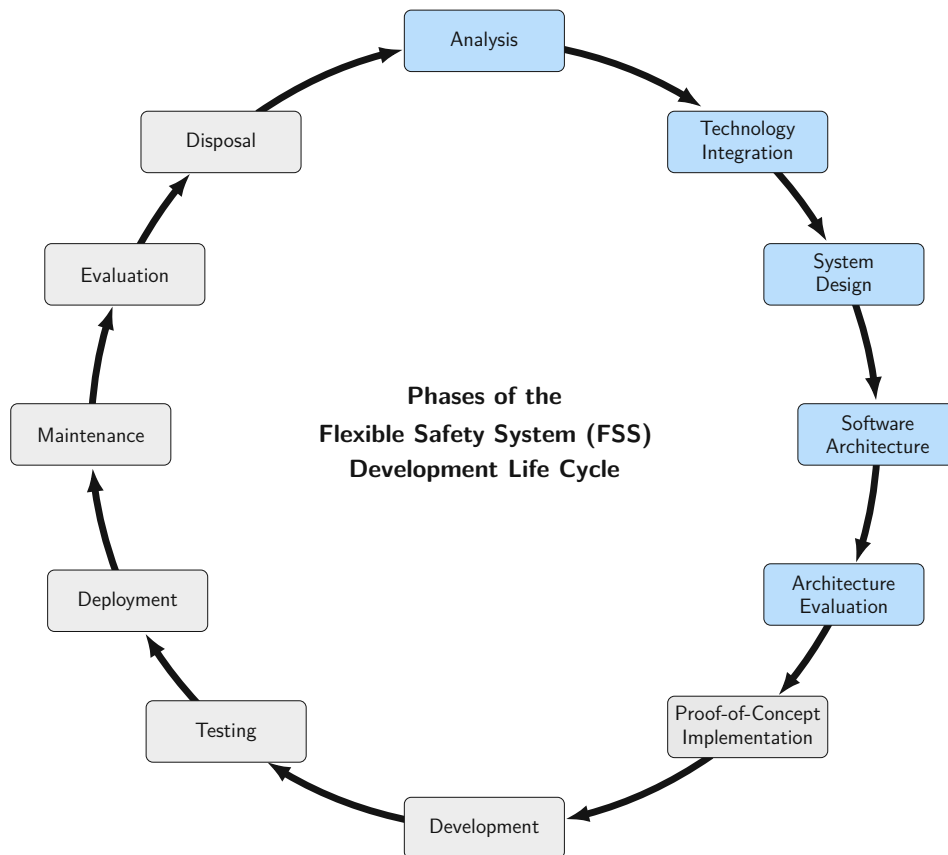 Analysis
Technology
Integration
System
Design
Software
Architecture
Architecture
Evaluation
Proof-of-Concept
Implementation
Development
Testing
Deployment
Maintenance
Evaluation
Disposal
Phases of the
Flexible Safety System (FSS)
Development Life Cycle